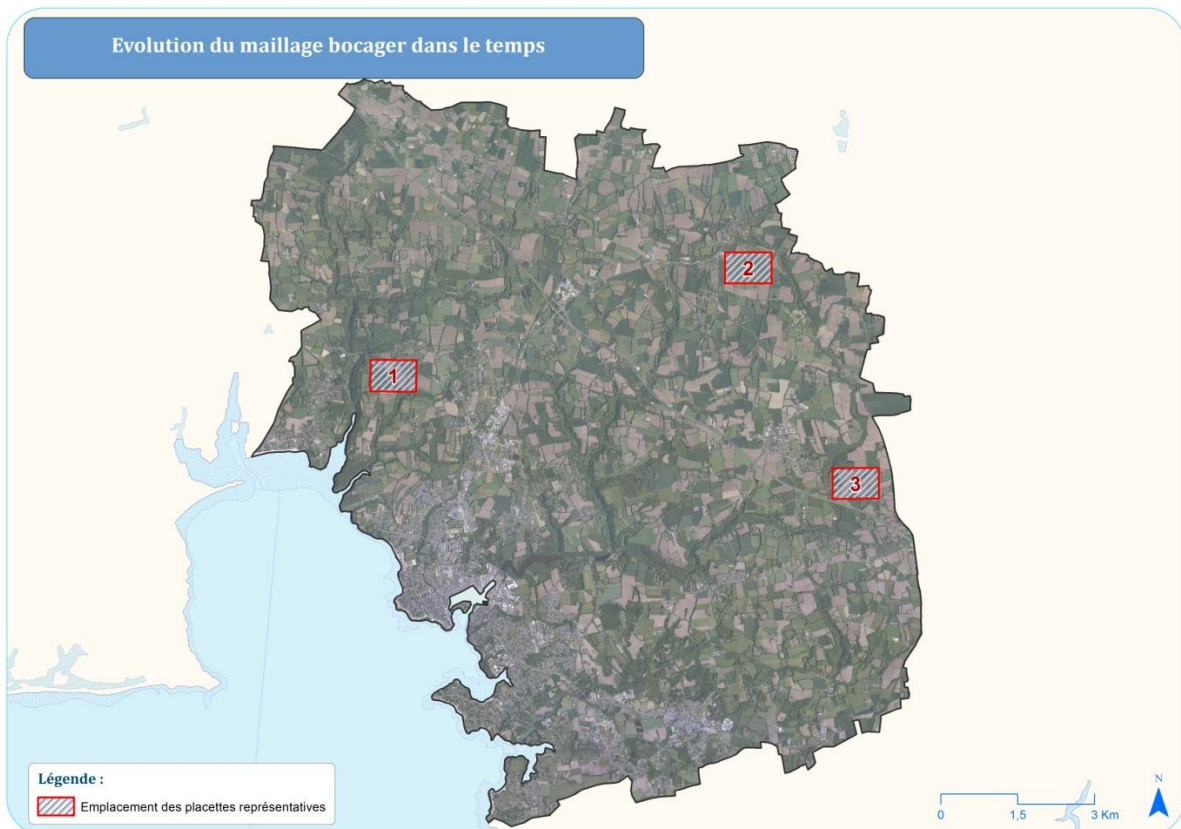 Evolution du maillage bocager dans le temps
2
1
3
Légende :
Emplacement des placettes représentatives
N
0 1,5 3 Km